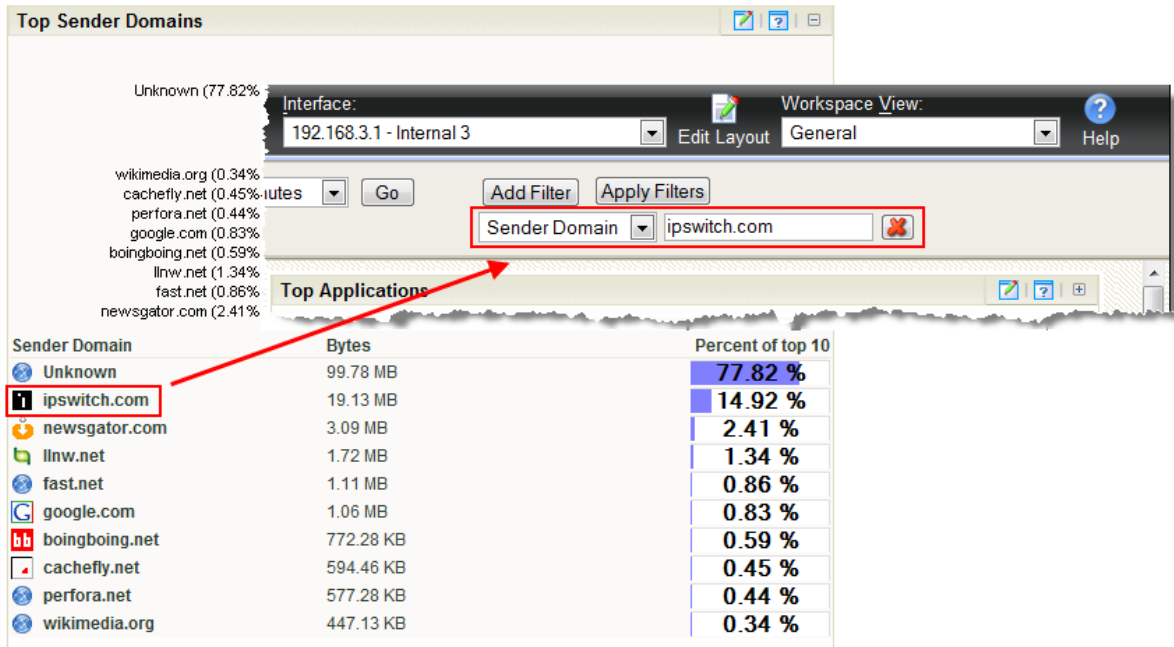 Top Sender Domains
Unknown (77.82%
Interface:
Workspace View:
192.168.3.1 - Internal 3
Edit Layout
General
Help
wikimedia.org (0.34%
cachefly.net (0.45%
perfora.net (0.44%
google.com (0.83%
boingboing.net (0.59%
llnw.net (1.34%
fast.net (0.86%
newsgator.com (2.41%
utes
Go
Add Filter
Apply Filters
Sender Domain
ipswitch.com
Top Applications
Sender Domain Bytes Percent of top 10
Unknown 99.78 MB 77.82 %
ipswitch.com 19.13 MB 14.92 %
newsgator.com 3.09 MB 2.41 %
llnw.net 1.72 MB 1.34 %
fast.net 1.11 MB 0.86 %
G google.com 1.06 MB 0.83 %
bb boingboing.net 772.28 KB 0.59 %
cachefly.net 594.46 KB 0.45 %
perfora.net 577.28 KB 0.44 %
wikimedia.org 447.13 KB 0.34 %